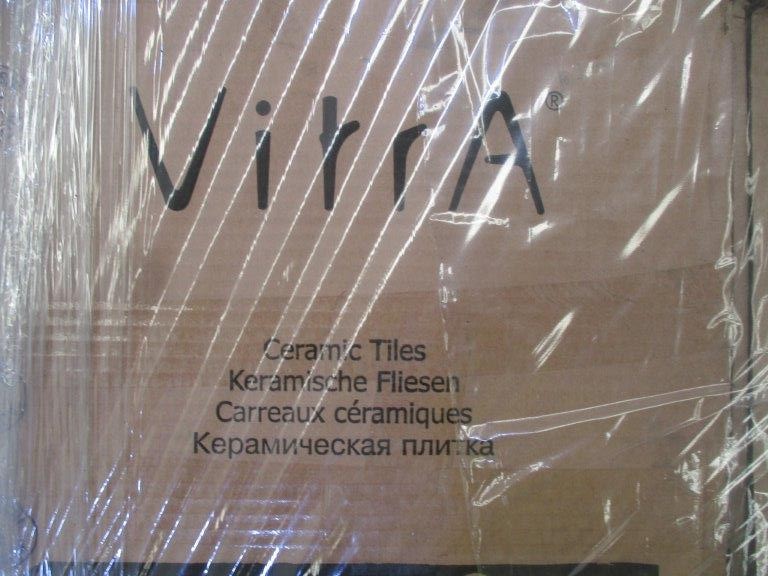 VitrA®
Ceramic Tiles
Keramische Fliesen
Carreaux céramiques
Керамическая плитка